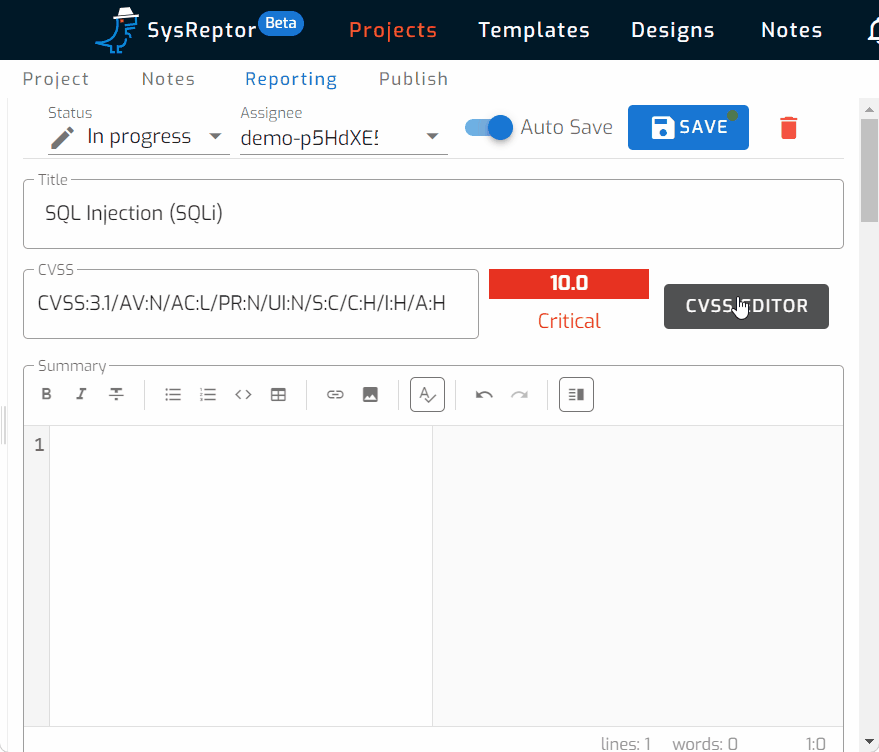 SysReptor Beta Projects Templates Designs Notes
Project Notes Reporting Publish
Status Assignee
In progress demo-p5HdXE Auto Save SAVE
Title
SQL Injection (SQLi)
CVSS
CVSS:3.1/AV:N/AC:L/PR:N/UI:N/S:C/C:H/I:H/A:H 10.0 CVSS EDITOR
Critical
Summary
1
lines: 1 words: 0 1:0